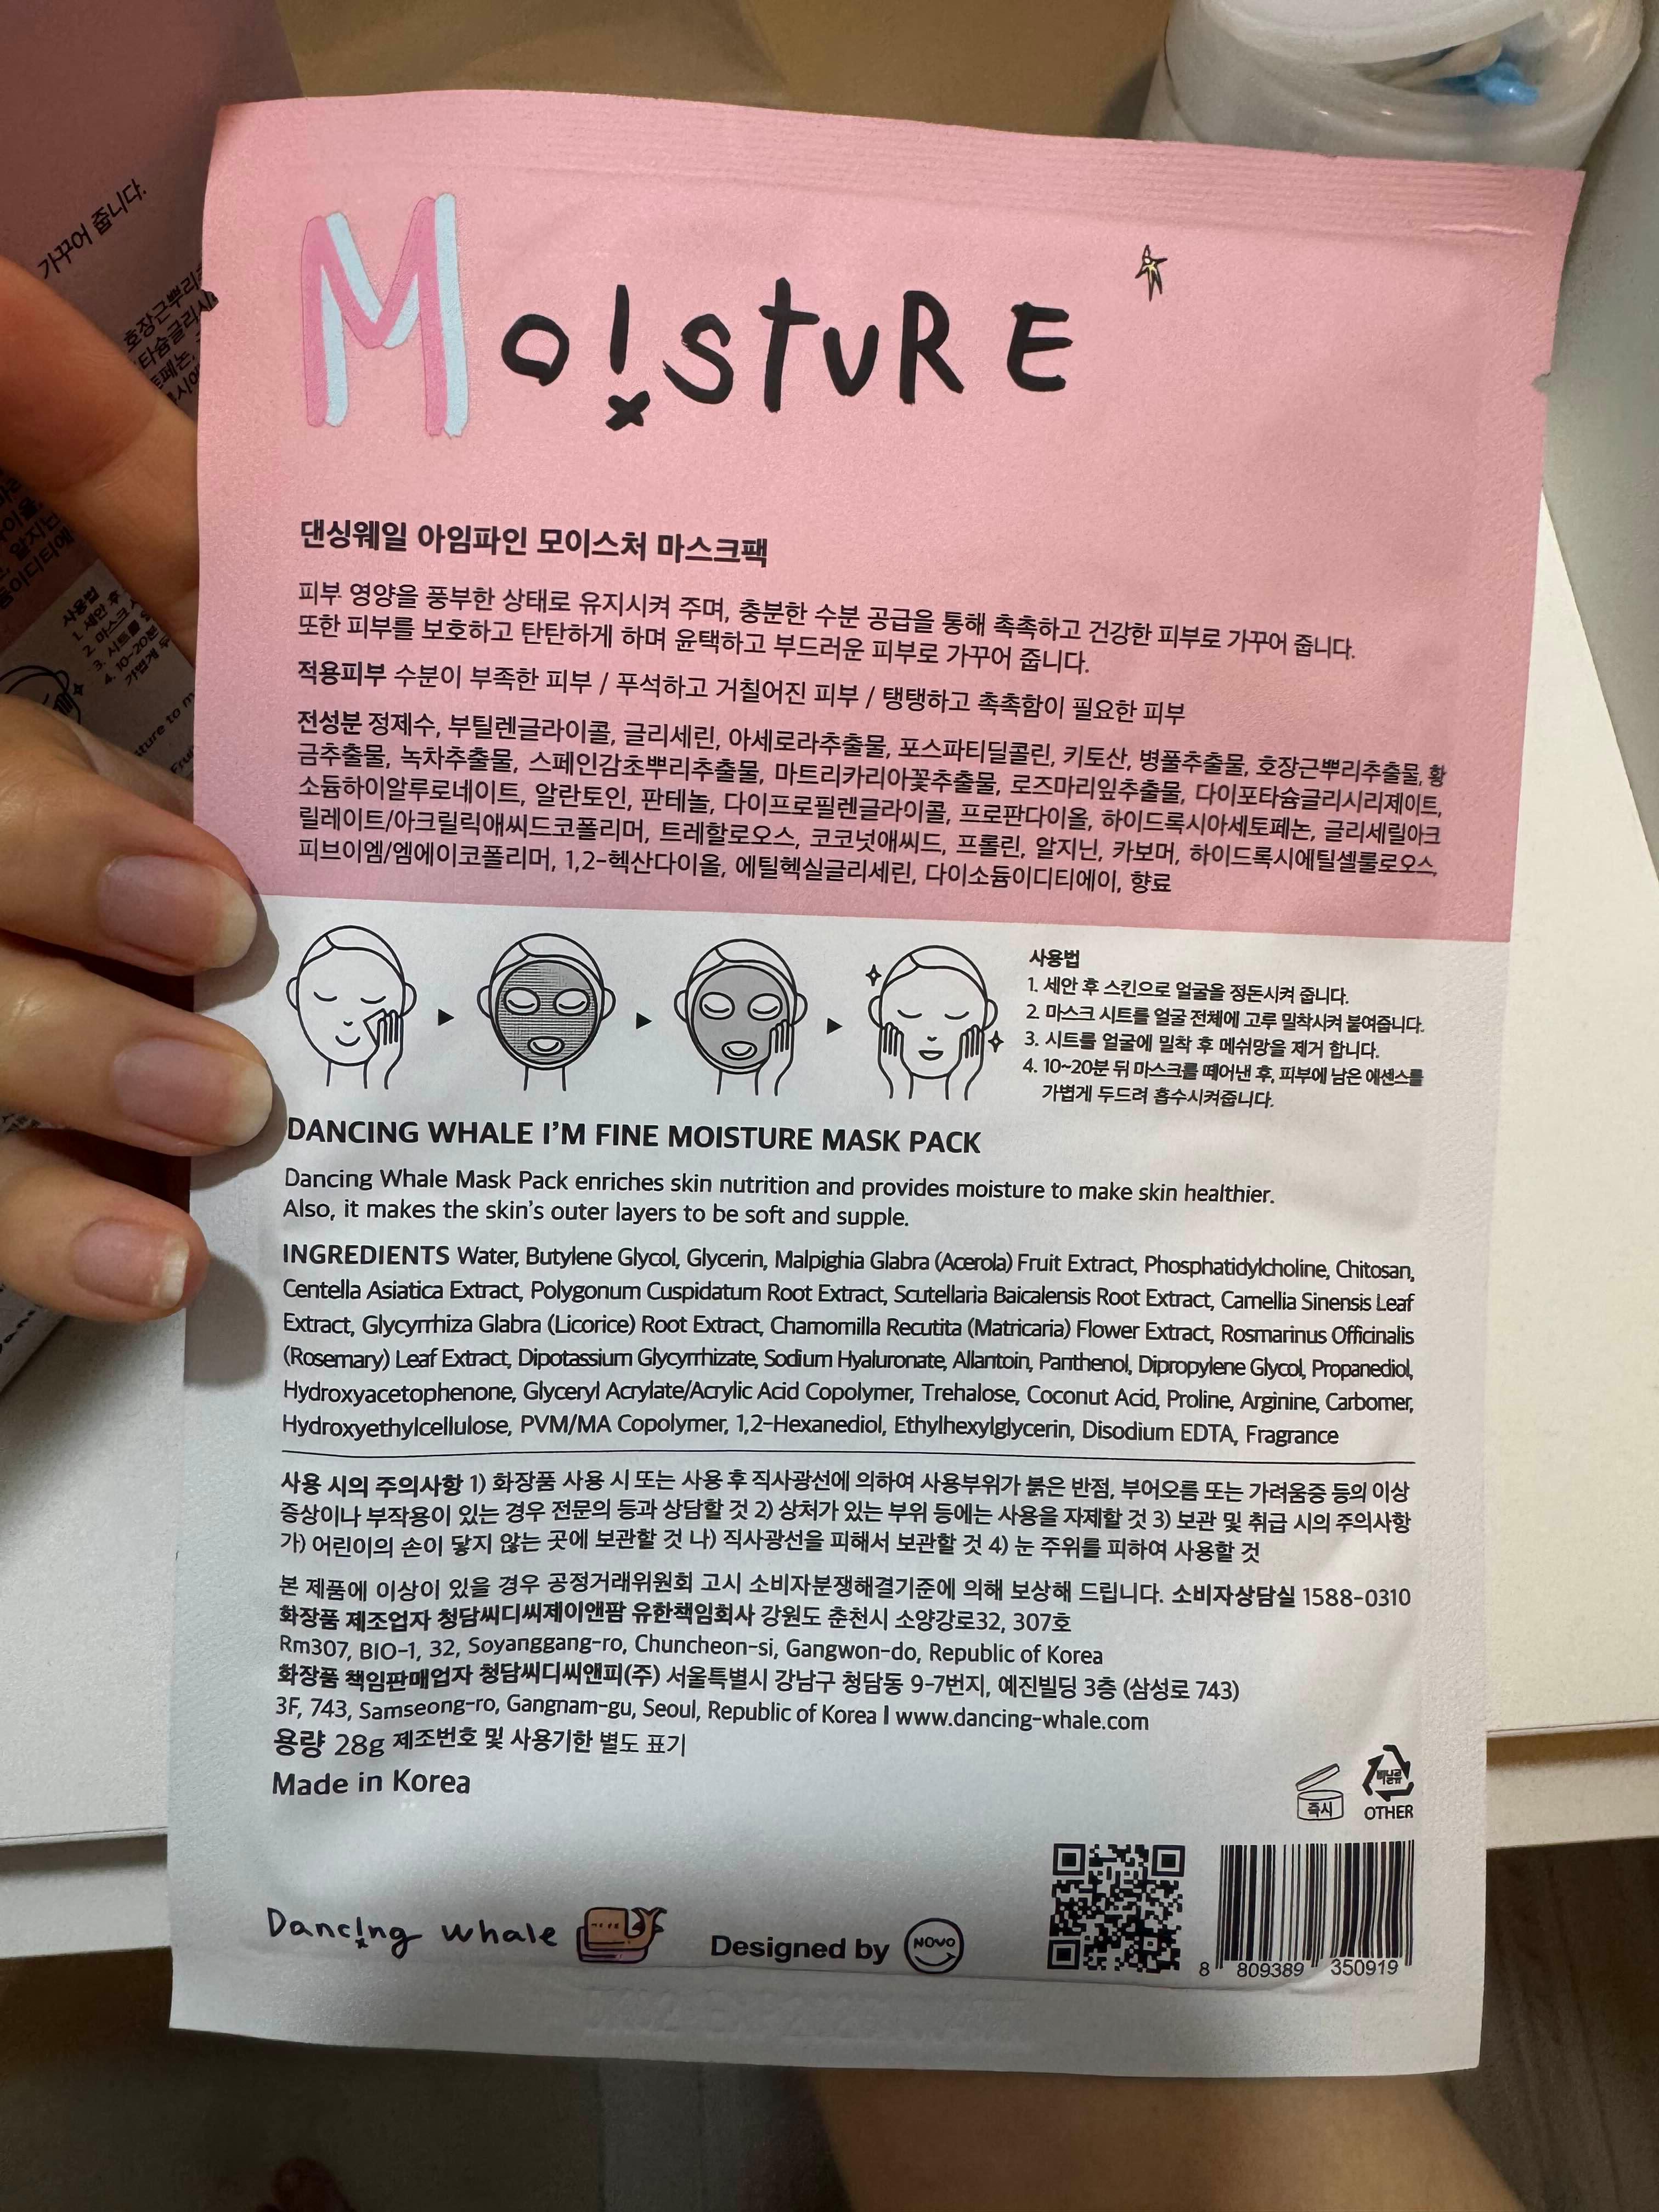 MOiSTURE
댄싱웨일 아임파인 모이스처 마스크팩
피부 영양을 풍부한 상태로 유지시켜 주며, 충분한 수분 공급을 통해 촉촉하고 건강한 피부로 가꾸어 줍니다.
또한 피부를 보호하고 탄탄하게 하며 윤택하고 부드러운 피부로 가꾸어 줍니다.
적용피부 수분이 부족한 피부 / 푸석하고 거칠어진 피부 / 탱탱하고 촉촉함이 필요한 피부
전성분 정제수, 부틸렌글라이콜, 글리세린, 아세로라추출물, 포스파티딜콜린, 키토산, 병풀추출물, 호장근뿌리추출물, 황
금추출물, 녹차추출물, 스페인감초뿌리추출물, 마트리카리아꽃추출물, 로즈마리잎추출물, 다이포타슘글리시리제이트,
소듐하이알루로네이트, 알란토인, 판테놀, 다이프로필렌글라이콜, 프로판다이올, 하이드록시아세토페논, 글리세릴아크
릴레이트/아크릴릭애씨드코폴리머, 트레할로오스, 코코넛애씨드, 프롤린, 알지닌, 카보머, 하이드록시에틸셀룰로오스,
피브이엠/엠에이코폴리머, 1,2-헥산다이올, 에틸헥실글리세린, 다이소듐이디티에이, 향료
사용법
1. 세안 후 스킨으로 얼굴을 정돈시켜 줍니다.
2. 마스크 시트를 얼굴 전체에 고루 밀착시켜 붙여줍니다.
3. 시트를 얼굴에 밀착 후 메쉬망을 제거 합니다.
4. 10~20분 뒤 마스크를 떼어낸 후, 피부에 남은 에센스를
가볍게 두드려 흡수시켜줍니다.
DANCING WHALE I'M FINE MOISTURE MASK PACK
Dancing Whale Mask Pack enriches skin nutrition and provides moisture to make skin healthier.
Also, it makes the skin's outer layers to be soft and supple.
INGREDIENTS Water, Butylene Glycol, Glycerin, Malpighia Glabra (Acerola) Fruit Extract, Phosphatidylcholine, Chitosan,
Centella Asiatica Extract, Polygonum Cuspidatum Root Extract, Scutellaria Baicalensis Root Extract, Camellia Sinensis Leaf
Extract, Glycyrrhiza Glabra (Licorice) Root Extract, Chamomilla Recutita (Matricaria) Flower Extract, Rosmarinus Officinalis
(Rosemary) Leaf Extract, Dipotassium Glycyrrhizate, Sodium Hyaluronate, Allantoin, Panthenol, Dipropylene Glycol, Propanediol,
Hydroxyacetophenone, Glyceryl Acrylate/Acrylic Acid Copolymer, Trehalose, Coconut Acid, Proline, Arginine, Carbomer,
Hydroxyethylcellulose, PVM/MA Copolymer, 1,2-Hexanediol, Ethylhexylglycerin, Disodium EDTA, Fragrance
사용 시의 주의사항 1) 화장품 사용 시 또는 사용 후 직사광선에 의하여 사용부위가 붉은 반점, 부어오름 또는 가려움증 등의 이상
증상이나 부작용이 있는 경우 전문의 등과 상담할 것 2) 상처가 있는 부위 등에는 사용을 자제할 것 3) 보관 및 취급 시의 주의사항
가) 어린이의 손이 닿지 않는 곳에 보관할 것 나) 직사광선을 피해서 보관할 것 4) 눈 주위를 피하여 사용할 것
본 제품에 이상이 있을 경우 공정거래위원회 고시 소비자분쟁해결기준에 의해 보상해 드립니다. 소비자상담실 1588-0310
화장품 제조업자 청담씨디씨제이앤팜 유한책임회사 강원도 춘천시 소양강로32, 307호
Rm307, BIO-1, 32, Soyanggang-ro, Chuncheon-si, Gangwon-do, Republic of Korea
화장품 책임판매업자 청담씨디씨앤피(주) 서울특별시 강남구 청담동 9-7번지, 예진빌딩 3층 (삼성로 743)
3F, 743, Samseong-ro, Gangnam-gu, Seoul, Republic of Korea l www.dancing-whale.com
용량 28g 제조번호 및 사용기한 별도 표기
Made in Korea
즉시
OTHER
Dancing whale
Designed by NOVO
8 809389 350919
가꾸어 줍니다.
사용법